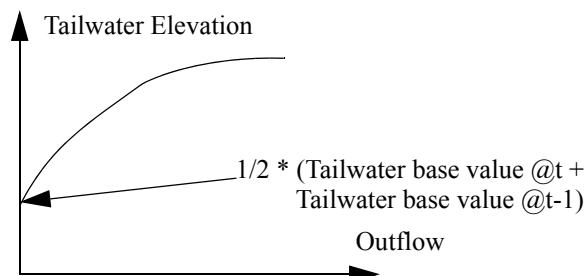 Tailwater Elevation
1/2 * (Tailwater base value @t +
Tailwater base value @t-1)
Outflow